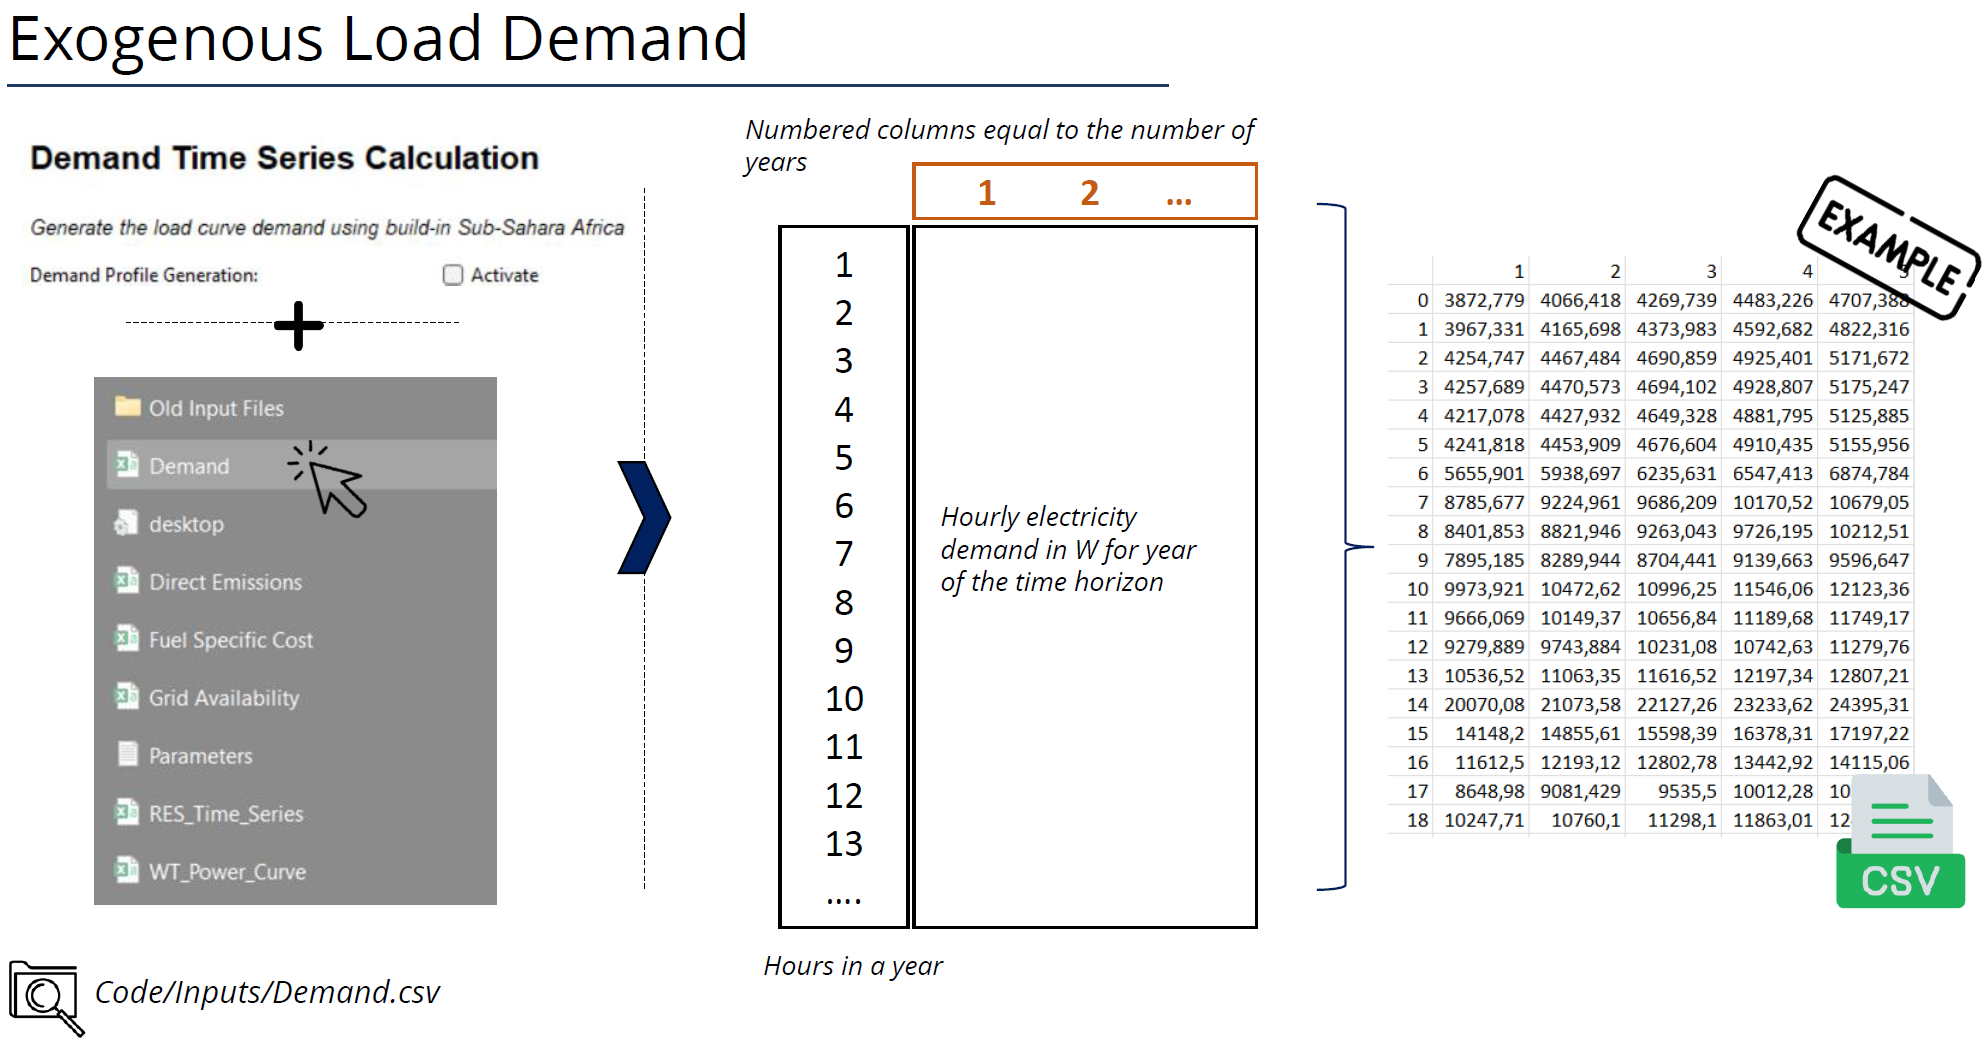 Exogenous Load Demand
Demand Time Series Calculation
Generate the load curve demand using build-in Sub-Sahara Africa
Demand Profile Generation:
Activate
Old Input Files
Demand
desktop
Direct Emissions
Fuel Specific Cost
Grid Availability
Parameters
RES_Time_Series
WT_Power_Curve
Code/Inputs/Demand.csv
Numbered columns equal to the number of
years
1 2 ...
1
2
3
4
5
6
7
8
9
10
11
12
13
....
Hourly electricity
demand in W for year
of the time horizon
Hours in a year
EXAMPLE
1 2 3 4 5
0 3872,779 4066,418 4269,739 4483,226 4707,388
1 3967,331 4165,698 4373,983 4592,682 4822,316
2 4254,747 4467,484 4690,859 4925,401 5171,672
3 4257,689 4470,573 4694,102 4928,807 5175,247
4 4217,078 4427,932 4649,328 4881,795 5125,885
5 4241,818 4453,909 4676,604 4910,435 5155,956
6 5655,901 5938,697 6235,631 6547,413 6874,784
7 8785,677 9224,961 9686,209 10170,52 10679,05
8 8401,853 8821,946 9263,043 9726,195 10212,51
9 7895,185 8289,944 8704,441 9139,663 9596,647
10 9973,921 10472,62 10996,25 11546,06 12123,36
11 9666,069 10149,37 10656,84 11189,68 11749,17
12 9279,889 9743,884 10231,08 10742,63 11279,76
13 10536,52 11063,35 11616,52 12197,34 12807,21
14 20070,08 21073,58 22127,26 23233,62 24395,31
15 14148,2 14855,61 15598,39 16378,31 17197,22
16 11612,5 12193,12 12802,78 13442,92 14115,06
17 8648,98 9081,429 9535,5 10012,28
18 10247,71 10760,1 11298,1 11863,01
CSV